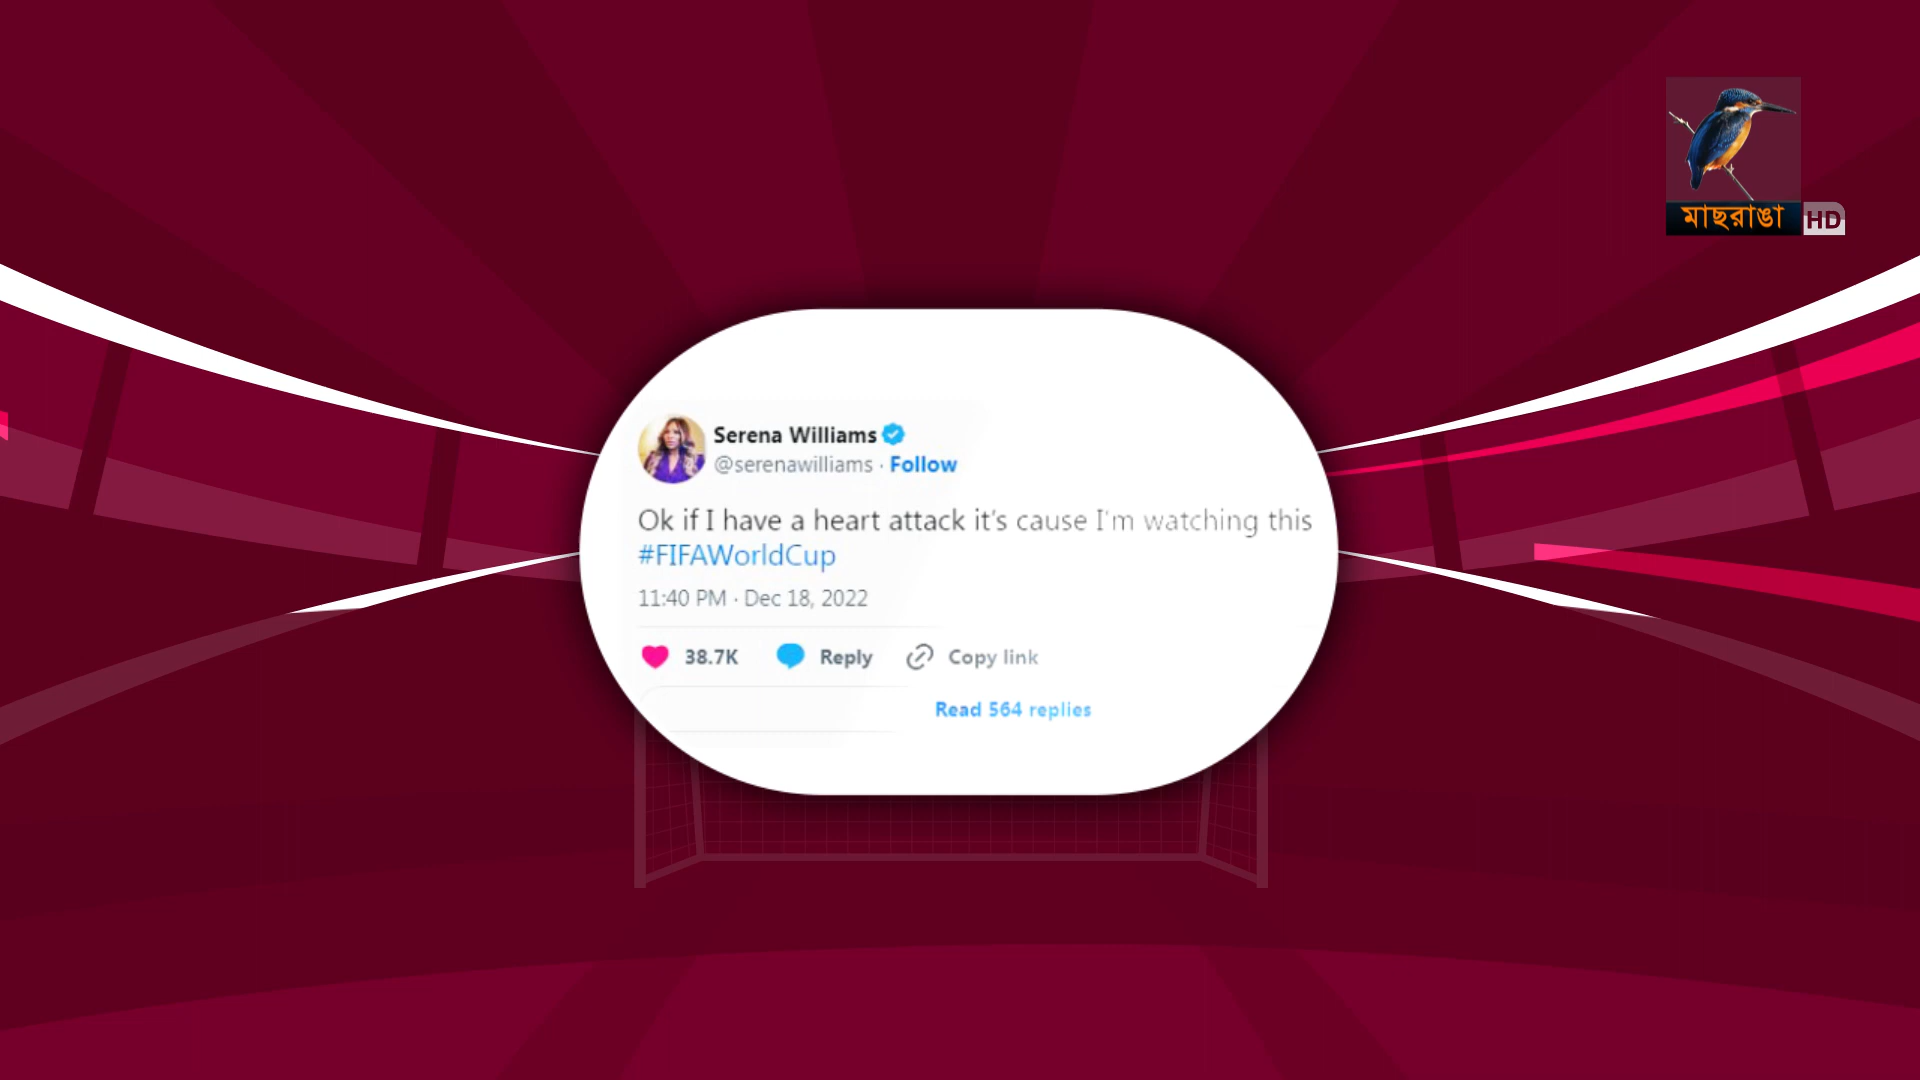 মাছরাঙা HD
Serena Williams
@serenawilliams · Follow
Ok if I have a heart attack it's cause I'm watching this
#FIFAWorldCup
11:40 PM · Dec 18, 2022
38.7K Reply Copy link
Read 564 replies